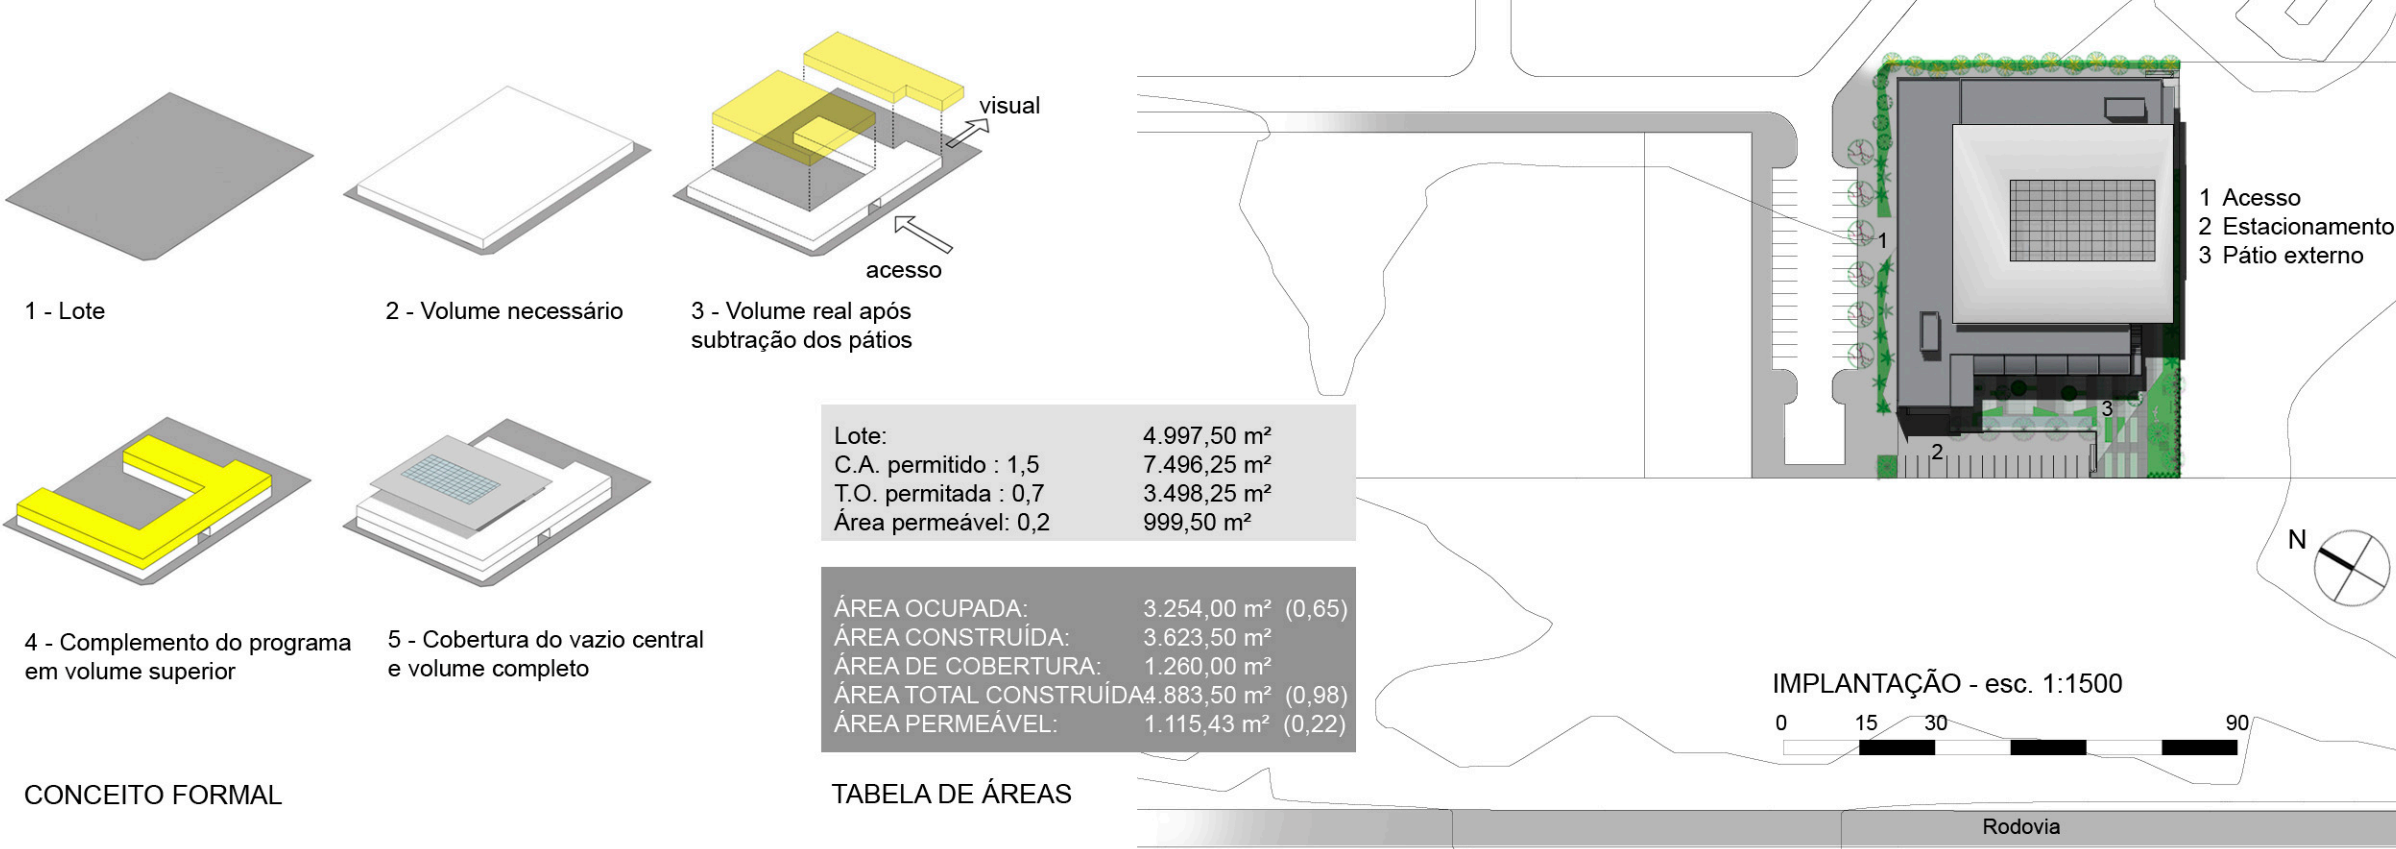 visual
acesso
1 - Lote
2 - Volume necessário
3 - Volume real após
subtração dos pátios
4 - Complemento do programa
em volume superior
5 - Cobertura do vazio central
e volume completo
CONCEITO FORMAL
Lote: 4.997,50 m²
C.A. permitido : 1,5 7.496,25 m²
T.O. permitada : 0,7 3.498,25 m²
Área permeável: 0,2 999,50 m²
ÁREA OCUPADA: 3.254,00 m² (0,65)
ÁREA CONSTRUÍDA: 3.623,50 m²
ÁREA DE COBERTURA: 1.260,00 m²
ÁREA TOTAL CONSTRUÍDA 4.883,50 m² (0,98)
ÁREA PERMEÁVEL: 1.115,43 m² (0,22)
TABELA DE ÁREAS
1
2
3
1 Acesso
2 Estacionamento
3 Pátio externo
N
IMPLANTAÇÃO - esc. 1:1500
0 15 30 90
Rodovia